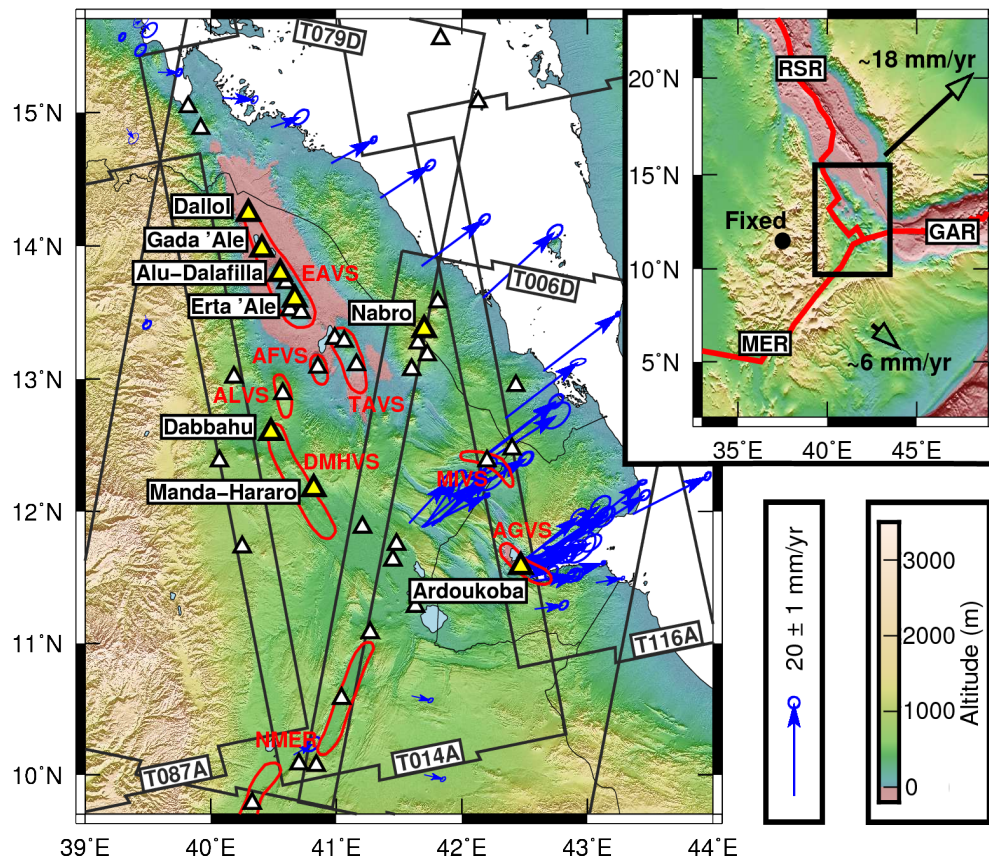 T079D
15˚N
14˚N
13˚N
12˚N
11˚N
10˚N
39˚E
40˚E
41˚E
42˚E
43˚E
44˚E
Dallol
Gada 'Ale
Alu−Dalafilla
EAVS
Erta 'Ale
Nabro
T006D
AFVS
ALVS
TAVS
Dabbahu
DMHVS
Manda−Hararo
MIVS
AGVS
Ardoukoba
T116A
NMER
T087A
T014A
RSR
~18 mm/yr
20˚N
15˚N
10˚N
5˚N
Fixed
GAR
MER
~6 mm/yr
35˚E
40˚E
45˚E
20 ± 1 mm/yr
3000
2000
1000
0
Altitude (m)